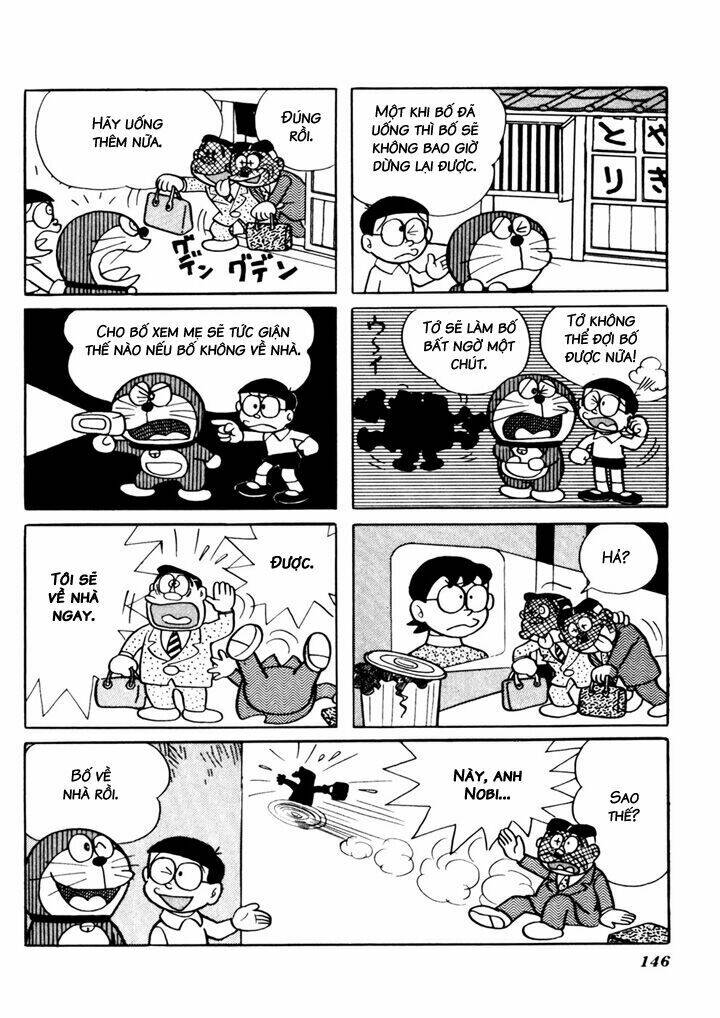 MỘT KHI BỐ ĐÃ
UỐNG THÌ BỐ SẼ
KHÔNG BAO GIỜ
DỪNG LẠI ĐƯỢC.
やき
とり
ĐÚNG
RỒI.
HÃY UỐNG
THÊM NỮA.
グデン
グデン
TỚ KHÔNG
THỂ ĐỢI BỐ
ĐƯỢC NỮA!
TỚ SẼ LÀM BỐ
BẤT NGỜ MỘT
CHÚT.
ウ～イ
CHO BỐ XEM MẸ SẼ TỨC GIẬN
THẾ NÀO NẾU BỐ KHÔNG VỀ NHÀ.
HẢ?
ĐƯỢC.
TÔI SẼ
VỀ NHÀ
NGAY.
SAO
THẾ?
NÀY, ANH
NOBI...
BỐ VỀ
NHÀ RỒI.
146